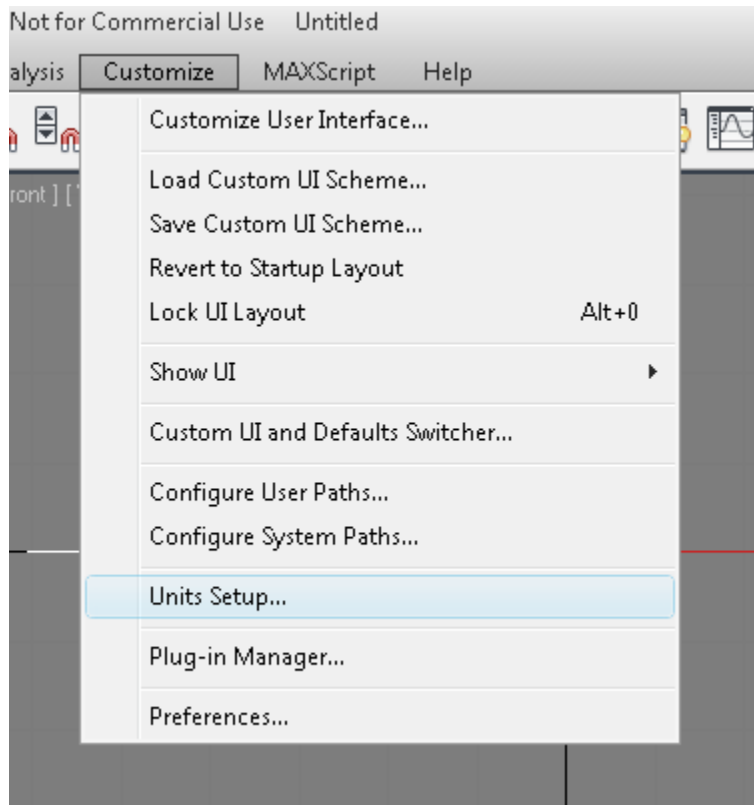 Not for Commercial Use Untitled
alysis Customize MAXScript Help
Customize User Interface...
ront ] [
Load Custom UI Scheme...
Save Custom UI Scheme...
Revert to Startup Layout
Lock UI Layout Alt+0
Show UI
Custom UI and Defaults Switcher...
Configure User Paths...
Configure System Paths...
Units Setup...
Plug-in Manager...
Preferences...